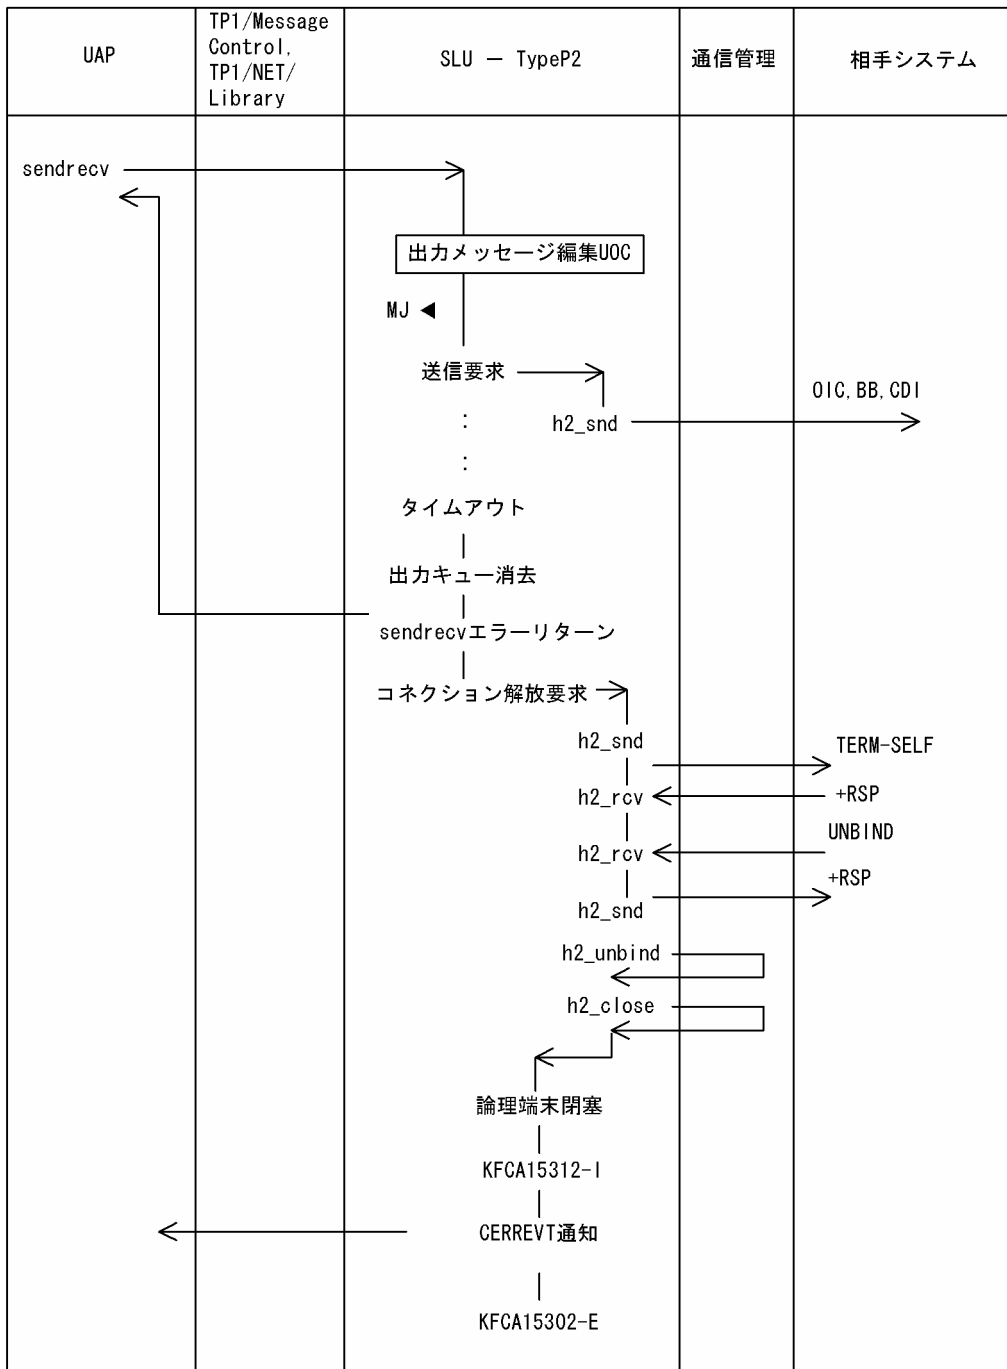 UAP
TP1/Message
Control,
TP1/NET/
Library
SLU － TypeP2
通信管理
相手システム
sendrecv
出力メッセージ編集UOC
MJ
送信要求
OIC,BB,CDI
h2_snd
:
:
タイムアウト
出力キュー消去
sendrecvエラーリターン
コネクション解放要求
h2_snd
TERM-SELF
h2_rcv
+RSP
UNBIND
h2_rcv
+RSP
h2_snd
h2_unbind
h2_close
論理端末閉塞
KFCA15312-I
CERREVT通知
KFCA15302-E